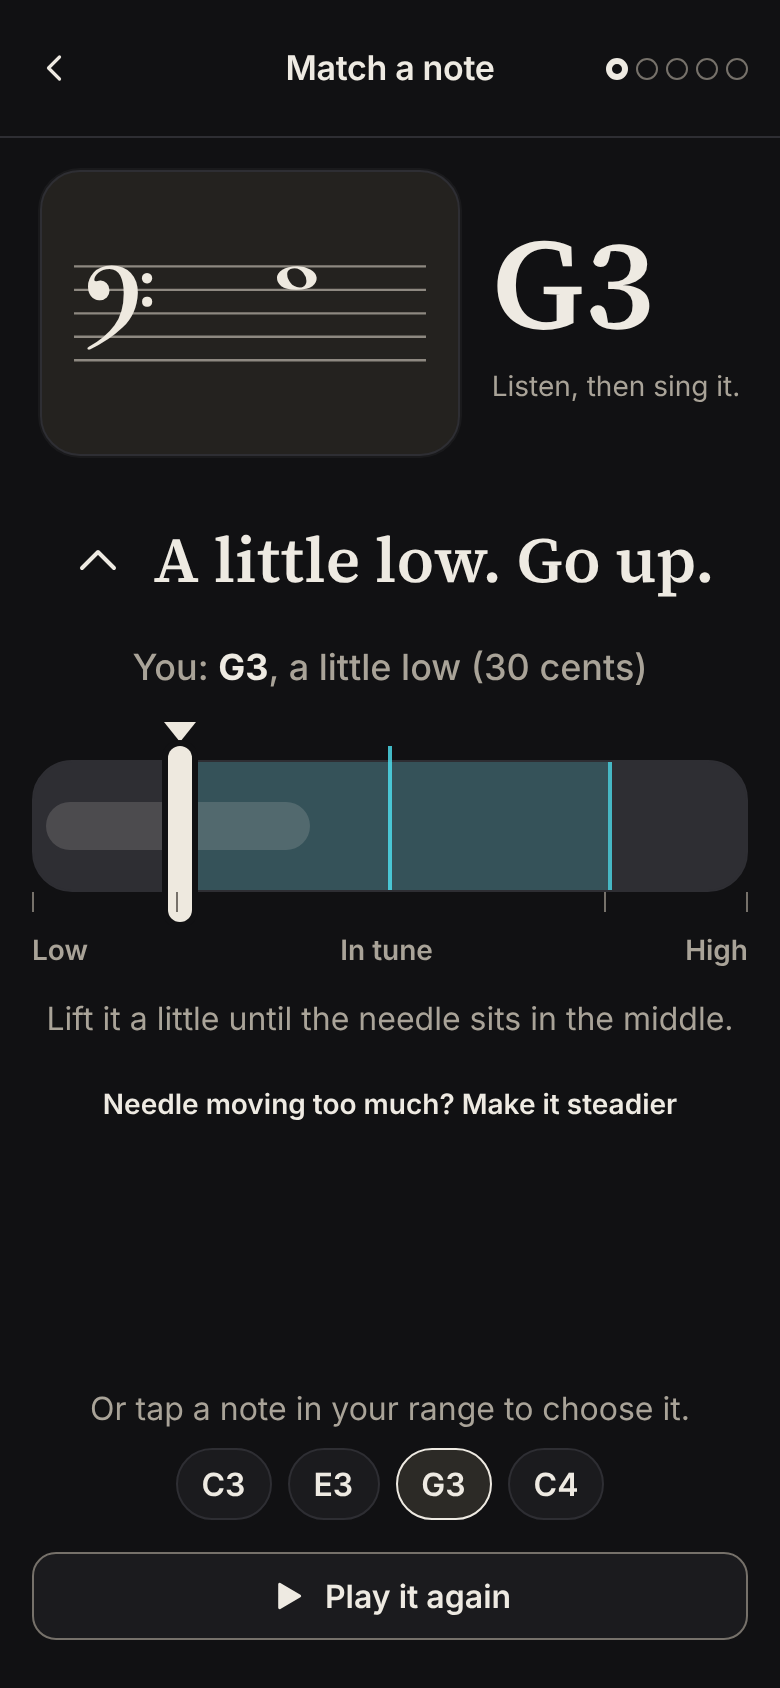 Match a note
G3
Listen, then sing it.
A little low. Go up.
You: G3, a little low (30 cents)
Low In tune High
Lift it a little until the needle sits in the middle.
Needle moving too much? Make it steadier
Or tap a note in your range to choose it.
C3 E3 G3 C4
Play it again